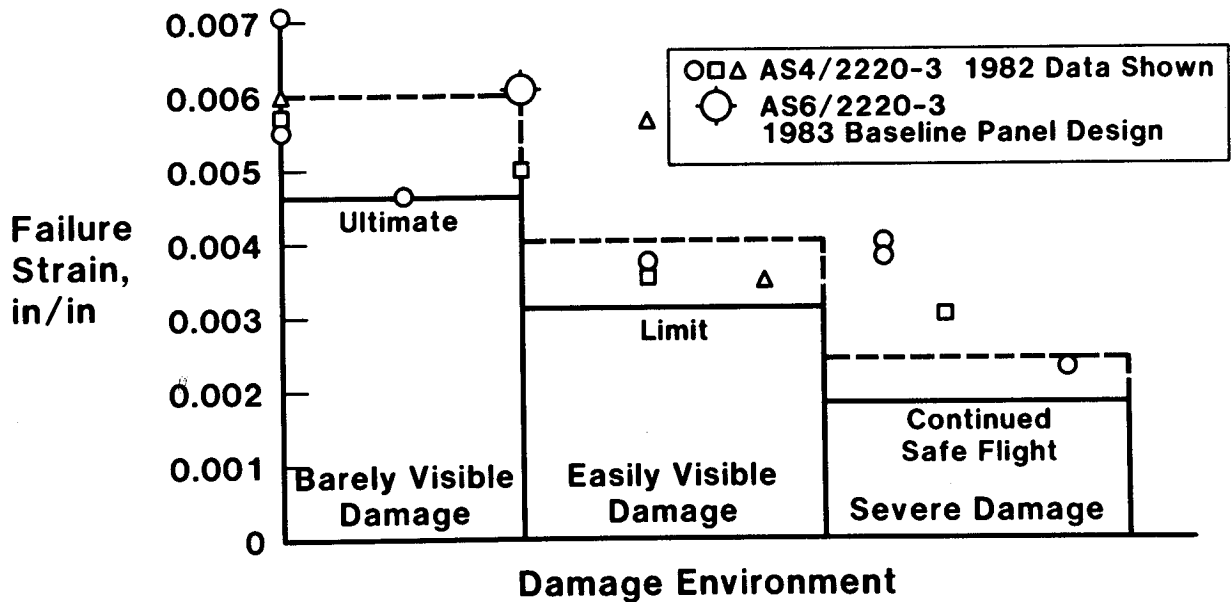 0.007
0.006
0.005
0.004
0.003
0.002
0.001
0
Failure
Strain,
in/in
AS4/2220-3 1982 Data Shown
AS6/2220-3
1983 Baseline Panel Design
Ultimate
Limit
Continued
Safe Flight
Barely Visible
Damage
Easily Visible
Damage
Severe Damage
Damage Environment